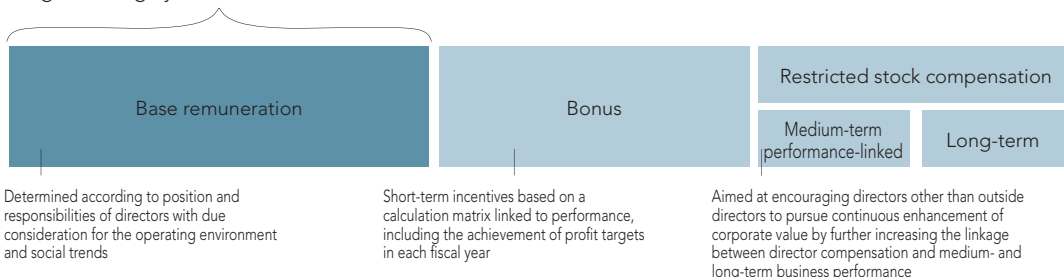 Base remuneration
Bonus
Restricted stock compensation
Medium-term
performance-linked
Long-term
Determined according to position and
responsibilities of directors with due
consideration for the operating environment
and social trends
Short-term incentives based on a
calculation matrix linked to performance,
including the achievement of profit targets
in each fiscal year
Aimed at encouraging directors other than outside
directors to pursue continuous enhancement of
corporate value by further increasing the linkage
between director compensation and medium- and
long-term business performance